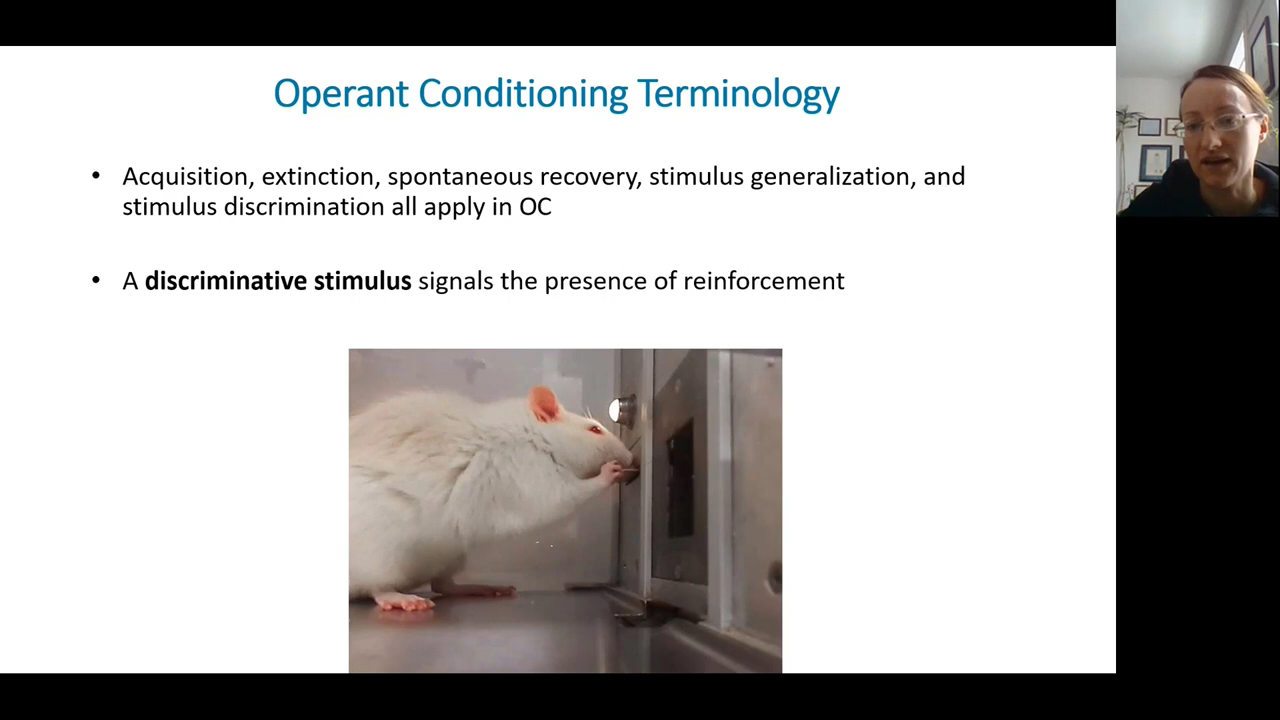 Operant Conditioning Terminology
• Acquisition, extinction, spontaneous recovery, stimulus generalization, and
stimulus discrimination all apply in OC
• A discriminative stimulus signals the presence of reinforcement